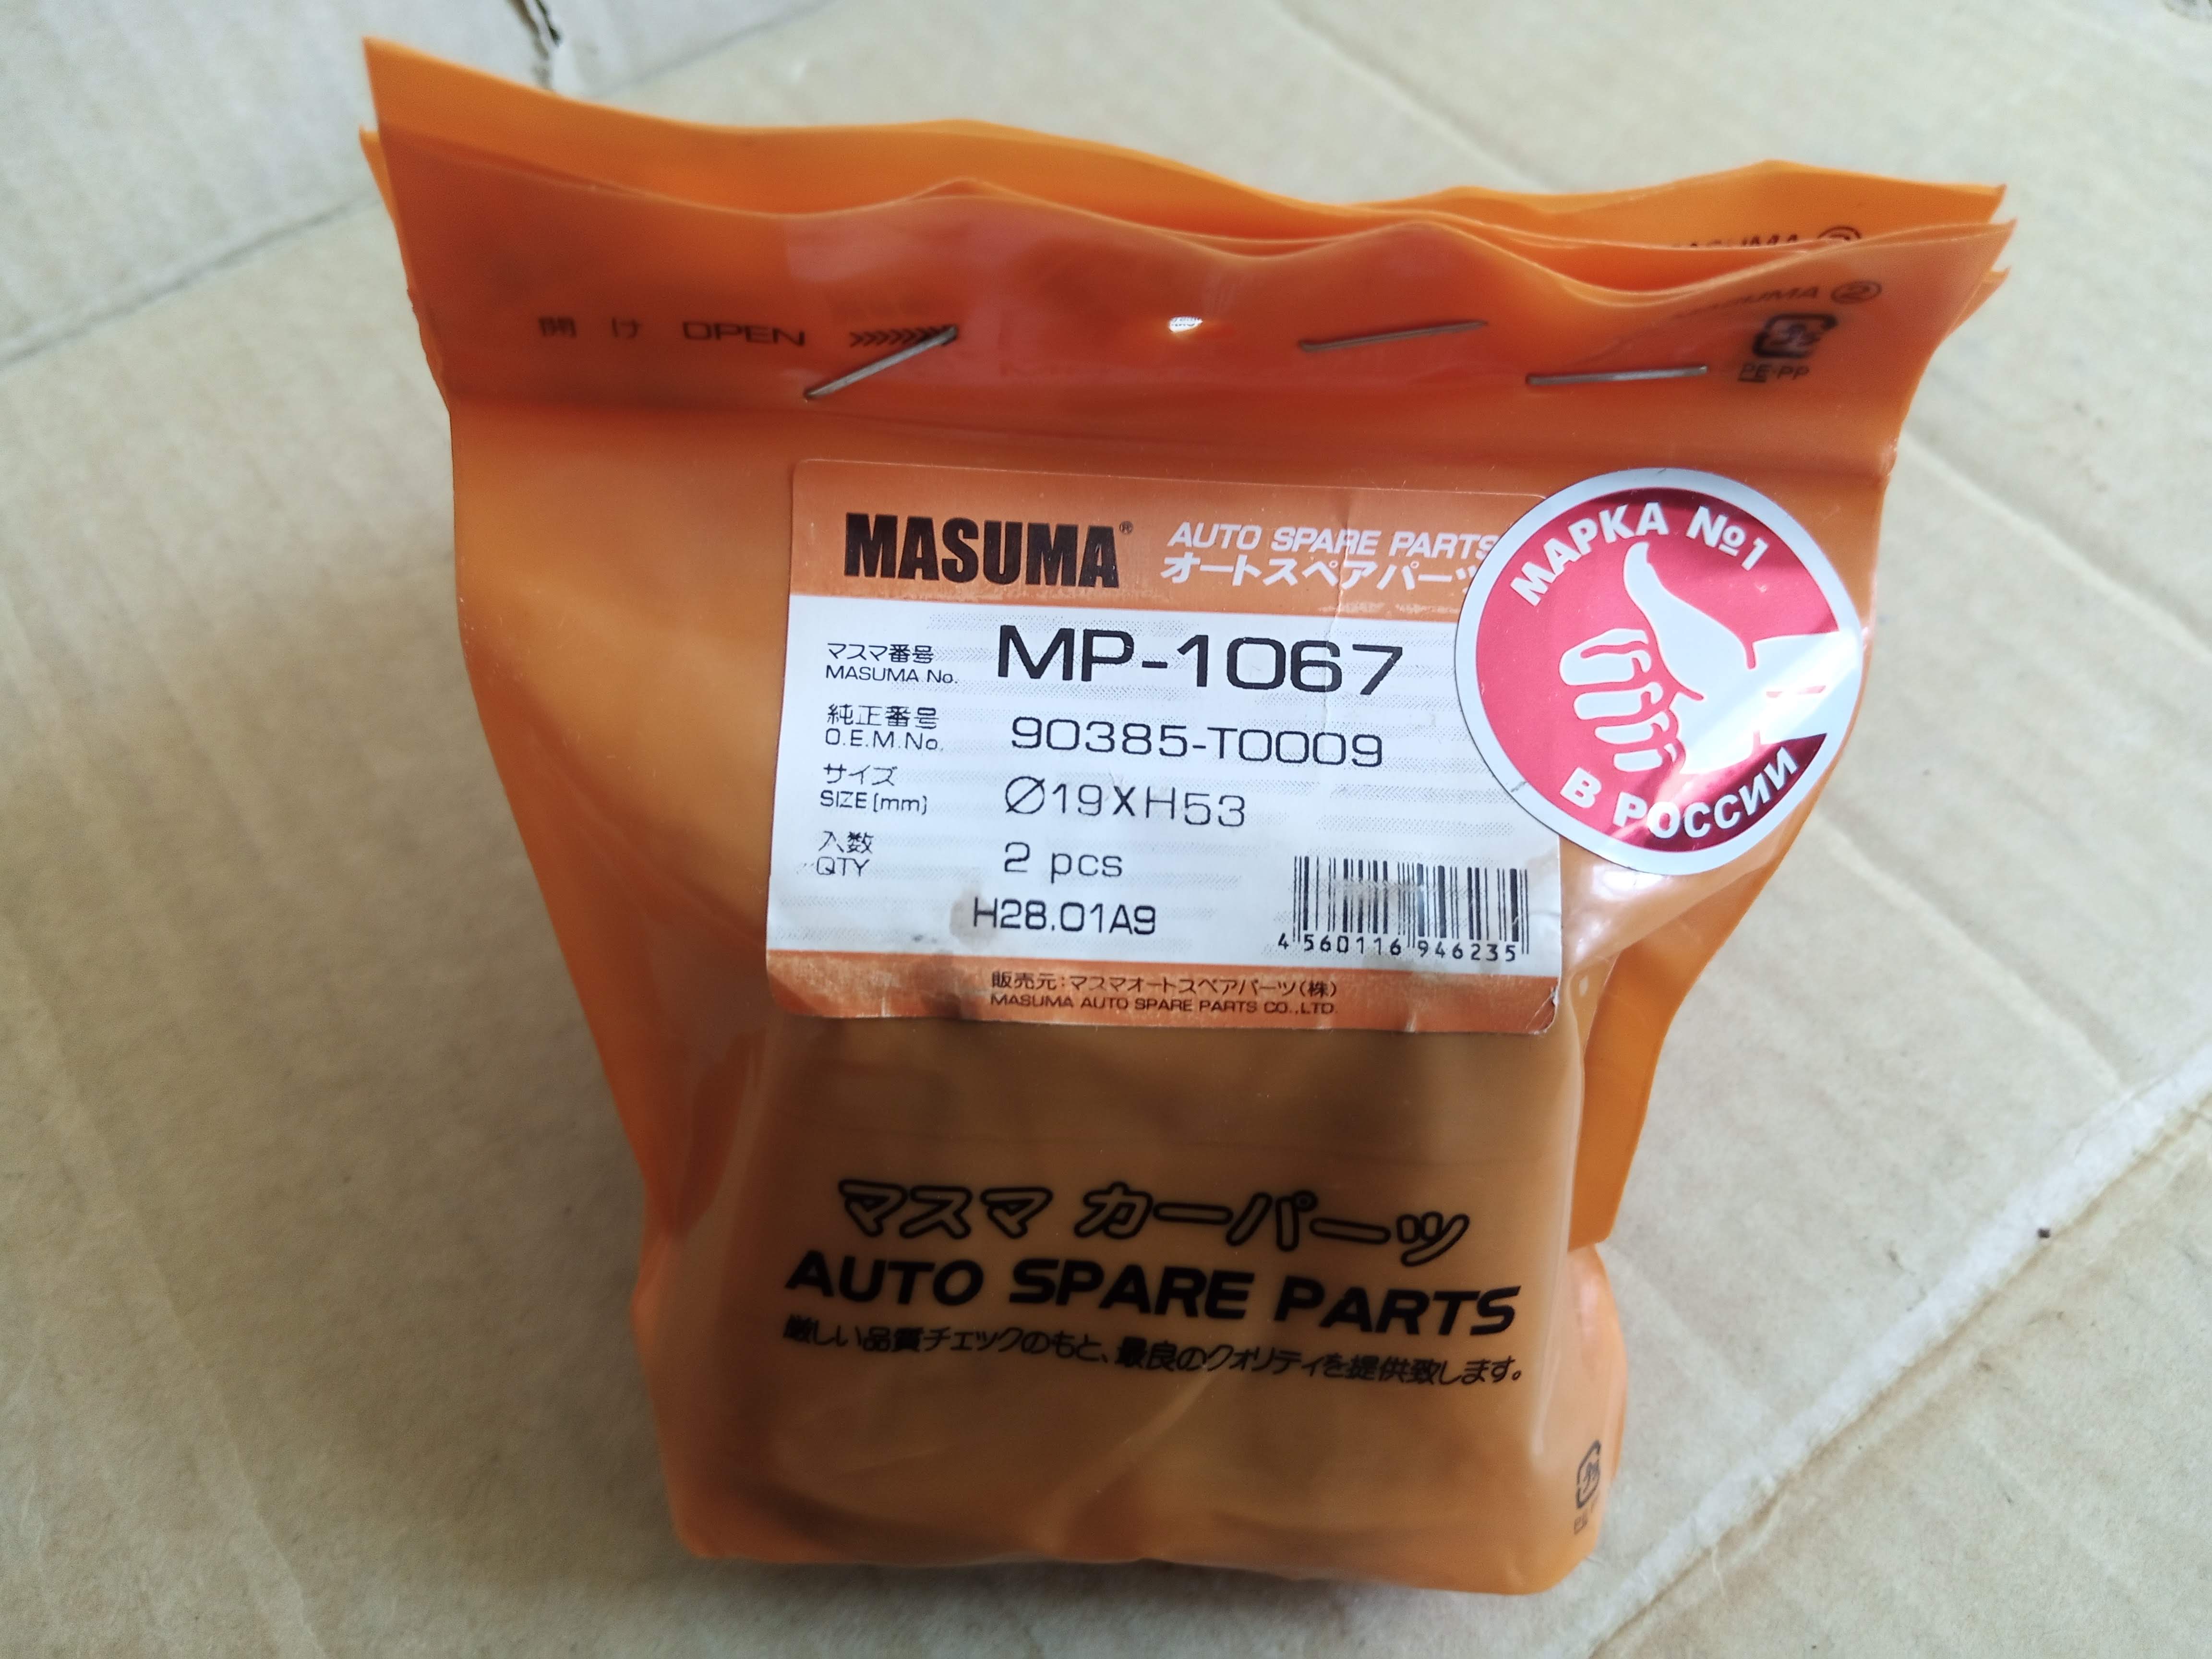 MASUMA ②
開け OPEN >>>>>>>>
PE·PP
MASUMA® AUTO SPARE PARTS
オートスペアパーツ
マスマ番号
MASUMA No. MP-1067
純正番号
O.E.M.No. 90385-T0009
サイズ
SIZE(mm) Ø19XH53
入数
QTY 2 pcs
H28.01A9
4 560116 946235
販売元:マスマオートスペアパーツ(株)
MASUMA AUTO SPARE PARTS CO.,LTD.
МАРКА №1
В РОССИИ
マスマ カーパーツ
AUTO SPARE PARTS
厳しい品質チェックのもと、最良のクォリティを提供致します。